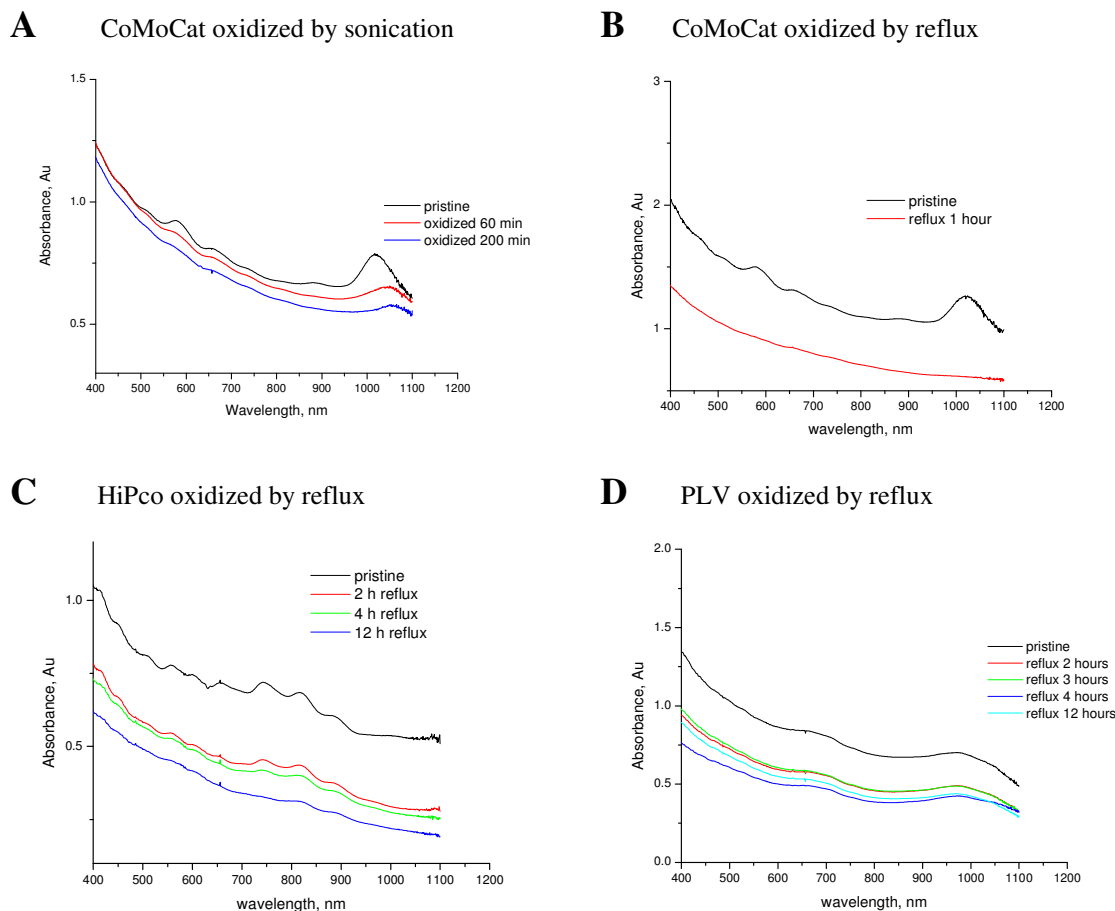 A CoMoCat oxidized by sonication
1.5
1.0
0.5
Absorbance, Au
400 500 600 700 800 900 1000 1100 1200
Wavelength, nm
pristine
oxidized 60 min
oxidized 200 min
B CoMoCat oxidized by reflux
3
2
1
Absorbance, Au
400 500 600 700 800 900 1000 1100 1200
wavelength, nm
pristine
reflux 1 hour
C HiPco oxidized by reflux
1.0
0.5
Absorbance, Au
400 500 600 700 800 900 1000 1100 1200
wavelength, nm
pristine
2 h reflux
4 h reflux
12 h reflux
D PLV oxidized by reflux
2.0
1.5
1.0
0.5
0.0
Absorbance, Au
400 500 600 700 800 900 1000 1100 1200
wavelength, nm
pristine
reflux 2 hours
reflux 3 hours
reflux 4 hours
reflux 12 hours